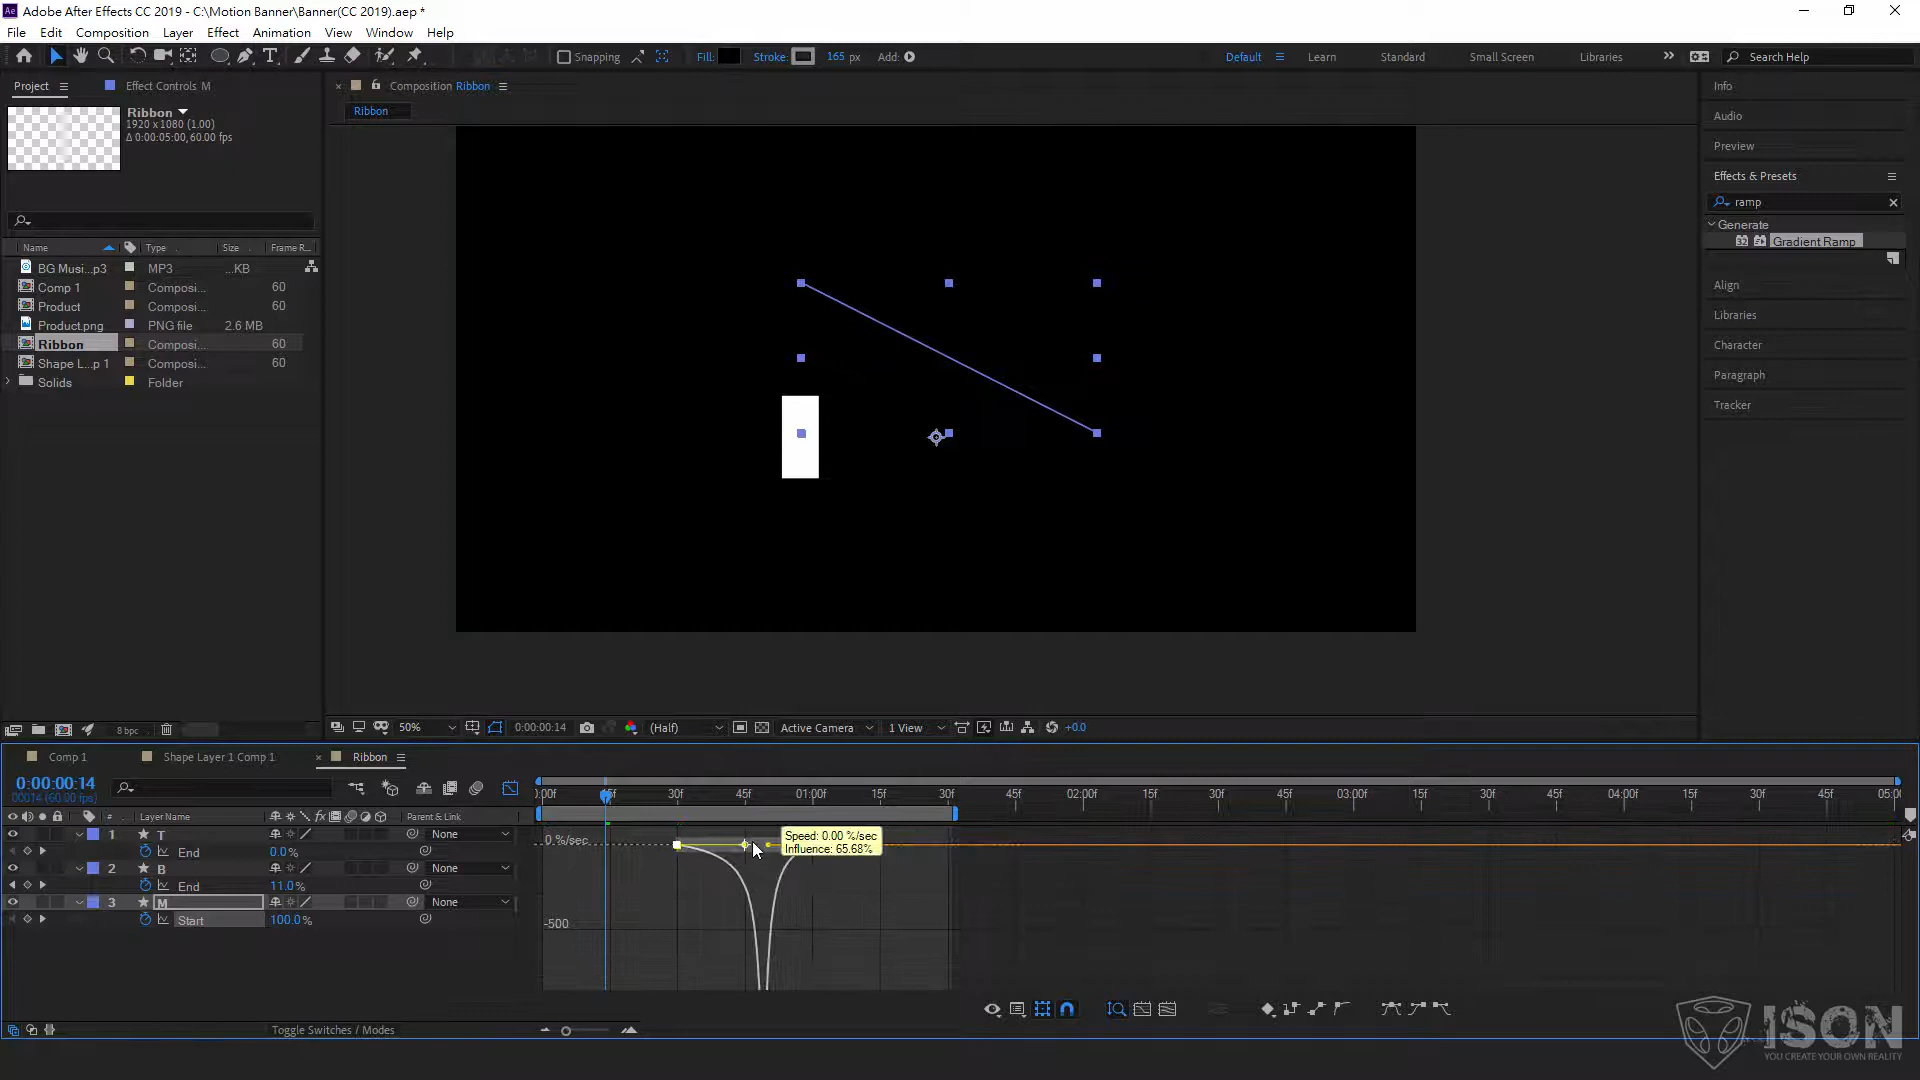 Adobe After Effects CC 2019 - C:\Motion Banner\Banner(CC 2019).aep *
File Edit Composition Layer Effect Animation View Window Help
Snapping Fill: Stroke: 165 px Add: Default Learn Standard Small Screen Libraries Search Help
Project Effect Controls M
Composition Ribbon
Ribbon
Ribbon
1920 x 1080 (1.00)
Δ 0:00:05:00, 60.00 fps
Name Type Size Frame R...
BG Musi...p3 MP3 ...KB
Comp 1 Composi... 60
Product Composi... 60
Product.png PNG file 2.6 MB
Ribbon Composi... 60
Shape L...p 1 Composi... 60
Solids Folder
8 bpc
50% 0:00:00:14 (Half) Active Camera 1 View +0.0
Info
Audio
Preview
Effects & Presets
ramp
Generate
32 Gradient Ramp
Align
Libraries
Character
Paragraph
Tracker
Comp 1 Shape Layer 1 Comp 1 Ribbon
0:00:00:14
00014 (60.00 fps)
# Layer Name fx Parent & Link
1 T None
End 0.0%
2 B None
End 11.0%
3 M None
Start 100.0%
Toggle Switches / Modes
:00f 15f 30f 45f 01:00f 15f 30f 45f 02:00f 15f 30f 45f 03:00f 15f 30f 45f 04:00f 15f 30f 45f 05:0
0 %/sec
-500
Speed: 0.00 %/sec
Influence: 65.68%
ISON
YOU CREATE YOUR OWN REALITY